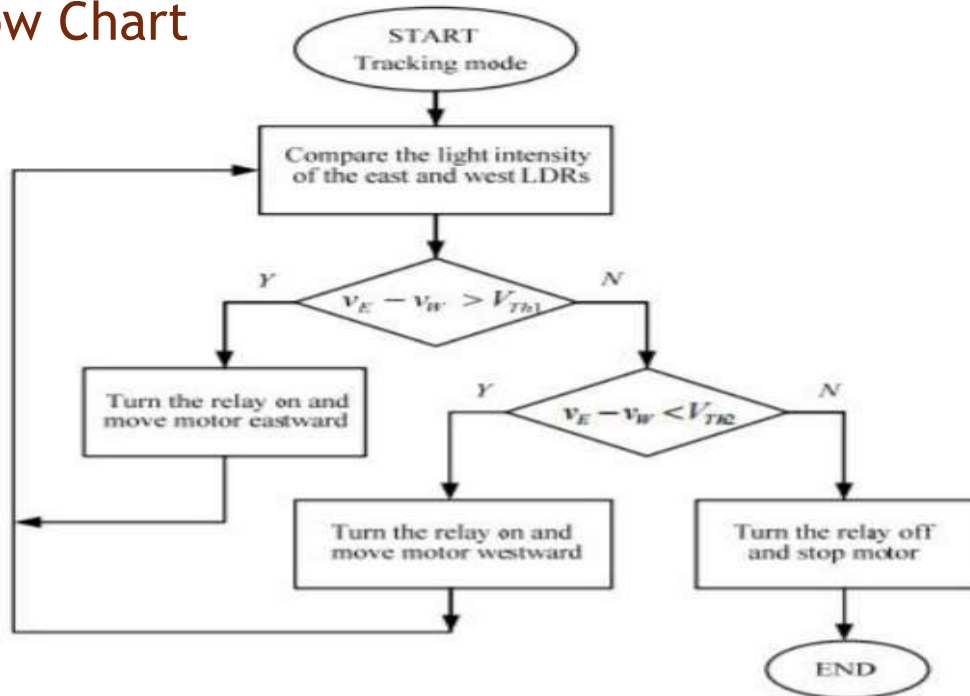 ow Chart
START
Tracking mode
Compare the light intensity
of the east and west LDRs
Y
N
v_E − v_W > V_Th1
Turn the relay on and
move motor eastward
Y
N
v_E − v_W < V_Th2
Turn the relay on and
move motor westward
Turn the relay off
and stop motor
END